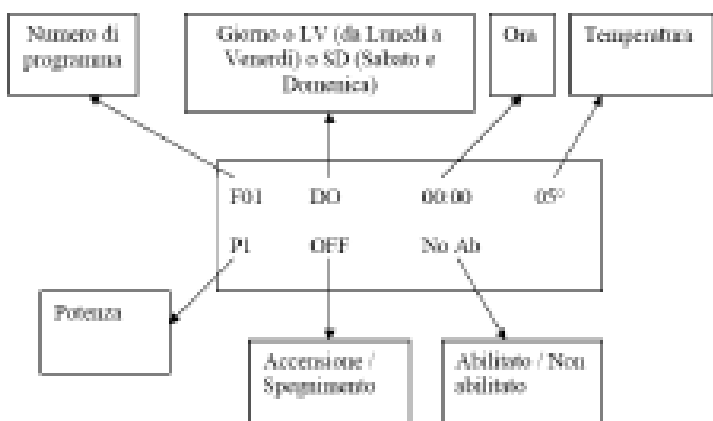 Numero di
programma
Giorno o LV (da Lunedì a
Venerdì) o SD (Sabato e
Domenica)
Ora
Temperatura
F01 DO 00:00 05°
P1 OFF No Ab
Potenza
Accensione /
Spegnimento
Abilitato / Non
abilitato